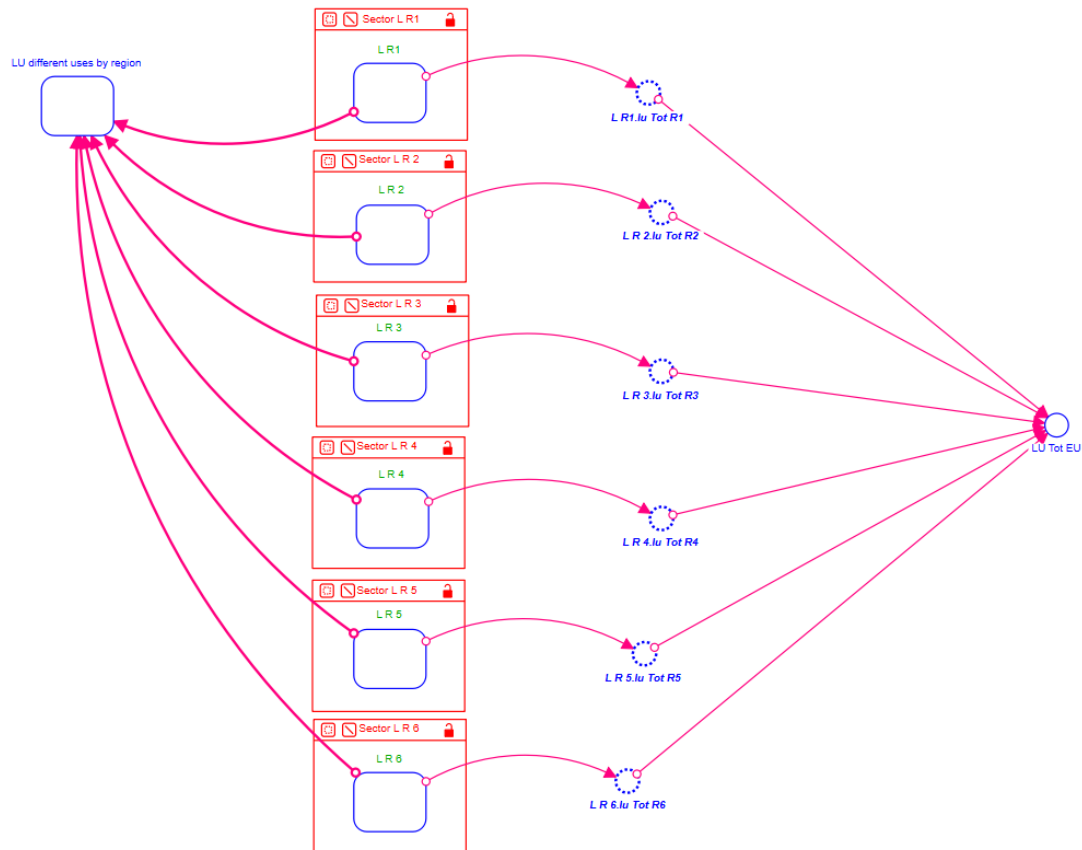 Sector L R1
L R1
LU different uses by region
L R1.lu Tot R1
Sector L R 2
L R 2
L R 2.lu Tot R2
Sector L R 3
L R 3
L R 3.lu Tot R3
Sector L R 4
L R 4
LU Tot EU
L R 4.lu Tot R4
Sector L R 5
L R 5
L R 5.lu Tot R5
Sector L R 6
L R 6
L R 6.lu Tot R6